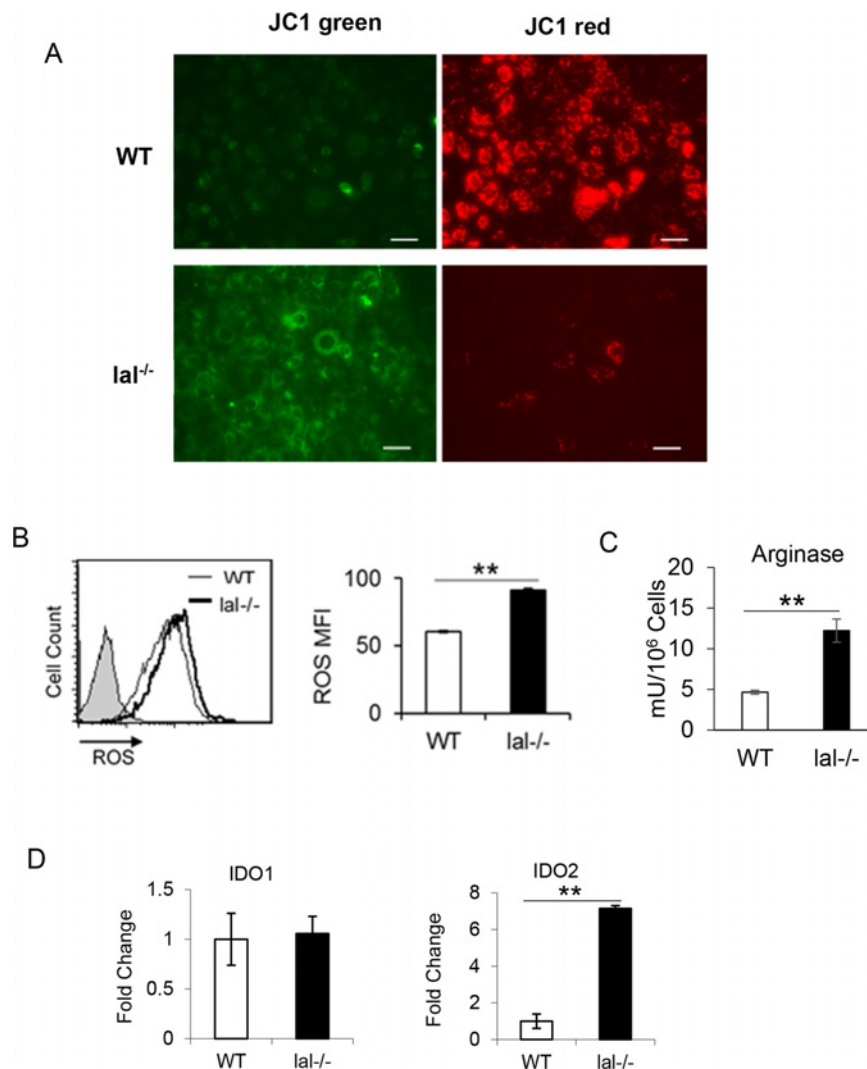 JC1 green JC1 red
A
WT
lal-/-
B
WT
lal-/-
Cell Count
ROS
ROS MFI
100
50
0
**
WT lal-/-
C
Arginase
mU/10⁶ Cells
20
15
10
5
0
**
WT lal-/-
D
IDO1
Fold Change
1.5
1
0.5
0
WT lal-/-
IDO2
Fold Change
8
6
4
2
0
**
WT lal-/-